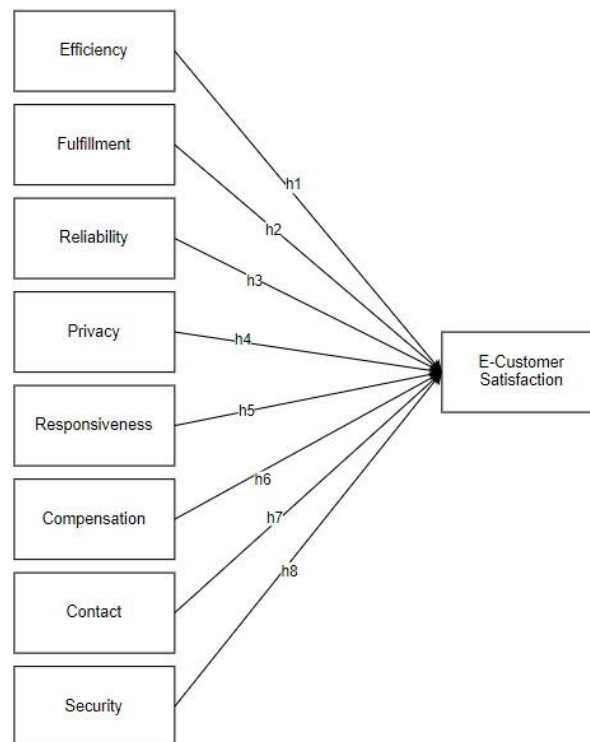 Efficiency
Fulfillment
Reliability
Privacy
Responsiveness
Compensation
Contact
Security
h1
h2
h3
h4
h5
h6
h7
h8
E-Customer
Satisfaction